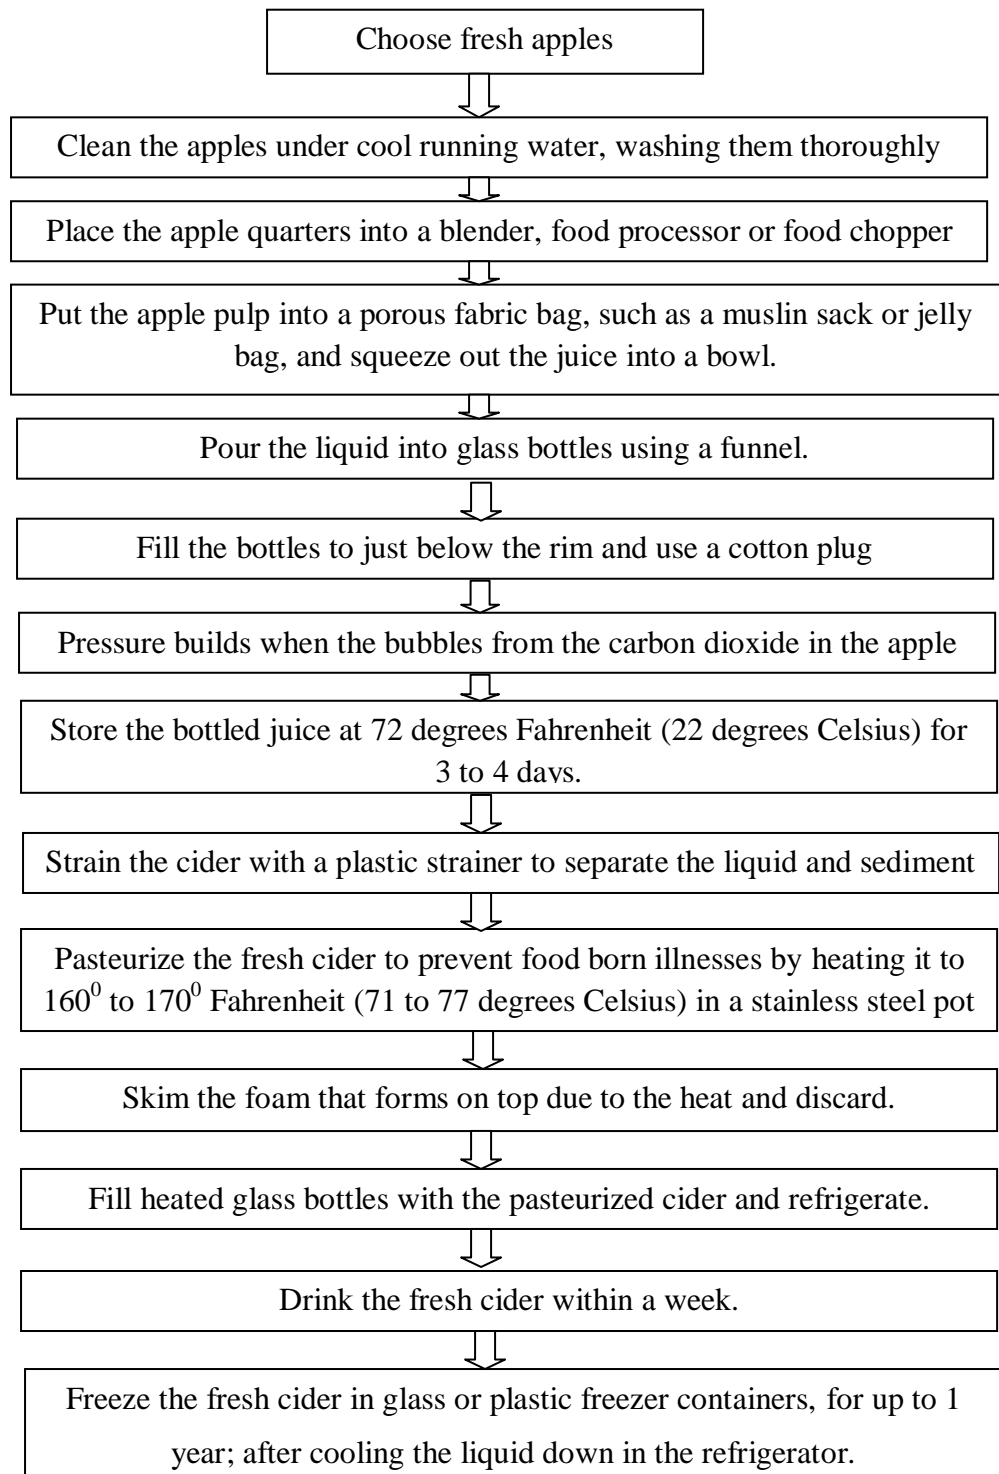 Choose fresh apples
Clean the apples under cool running water, washing them thoroughly
Place the apple quarters into a blender, food processor or food chopper
Put the apple pulp into a porous fabric bag, such as a muslin sack or jelly
bag, and squeeze out the juice into a bowl.
Pour the liquid into glass bottles using a funnel.
Fill the bottles to just below the rim and use a cotton plug
Pressure builds when the bubbles from the carbon dioxide in the apple
Store the bottled juice at 72 degrees Fahrenheit (22 degrees Celsius) for
3 to 4 days.
Strain the cider with a plastic strainer to separate the liquid and sediment
Pasteurize the fresh cider to prevent food born illnesses by heating it to
160⁰ to 170⁰ Fahrenheit (71 to 77 degrees Celsius) in a stainless steel pot
Skim the foam that forms on top due to the heat and discard.
Fill heated glass bottles with the pasteurized cider and refrigerate.
Drink the fresh cider within a week.
Freeze the fresh cider in glass or plastic freezer containers, for up to 1
year; after cooling the liquid down in the refrigerator.